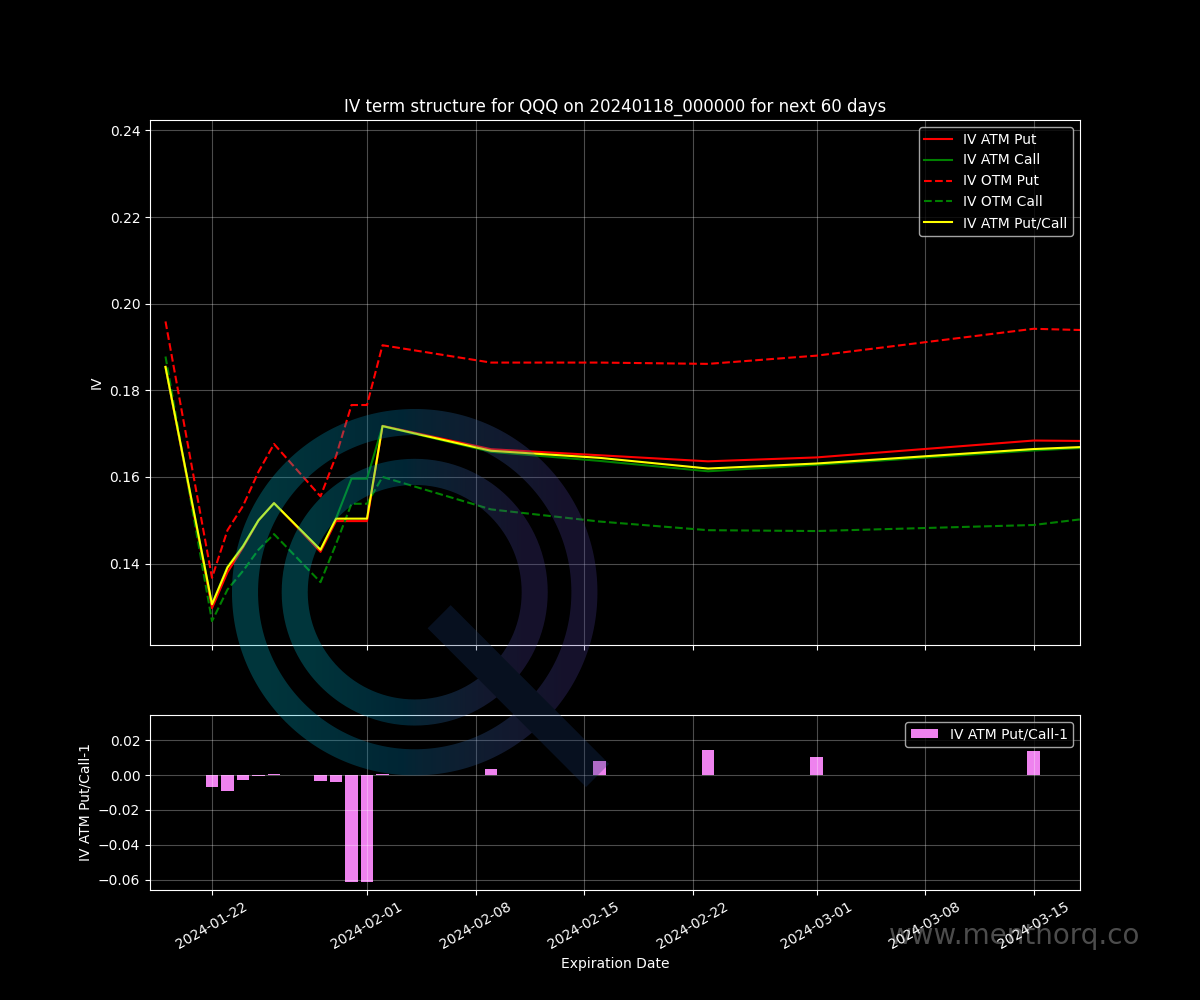 IV term structure for QQQ on 20240118_000000 for next 60 days
IV ATM Put
IV ATM Call
IV OTM Put
IV OTM Call
IV ATM Put/Call
0.24
0.22
0.20
0.18
0.16
0.14
IV
IV ATM Put/Call-1
0.02
0.00
−0.02
−0.04
−0.06
IV ATM Put/Call-1
2024-01-22
2024-02-01
2024-02-08
2024-02-15
2024-02-22
2024-03-01
2024-03-08
2024-03-15
www.menthorq.co
Expiration Date